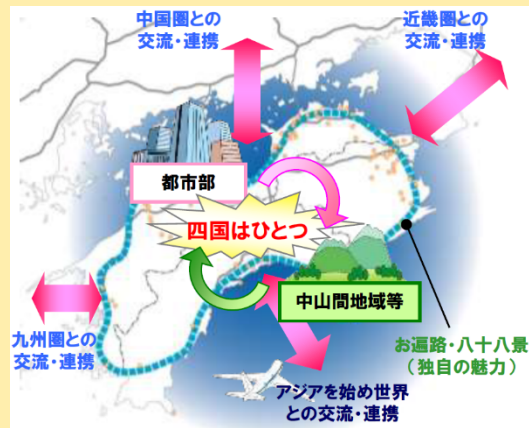 中国圏との
交流・連携
近畿圏との
交流・連携
都市部
四国はひとつ
中山間地域等
九州圏との
交流・連携
お遍路・八十八景
（独自の魅力）
アジアを始め世界
との交流・連携